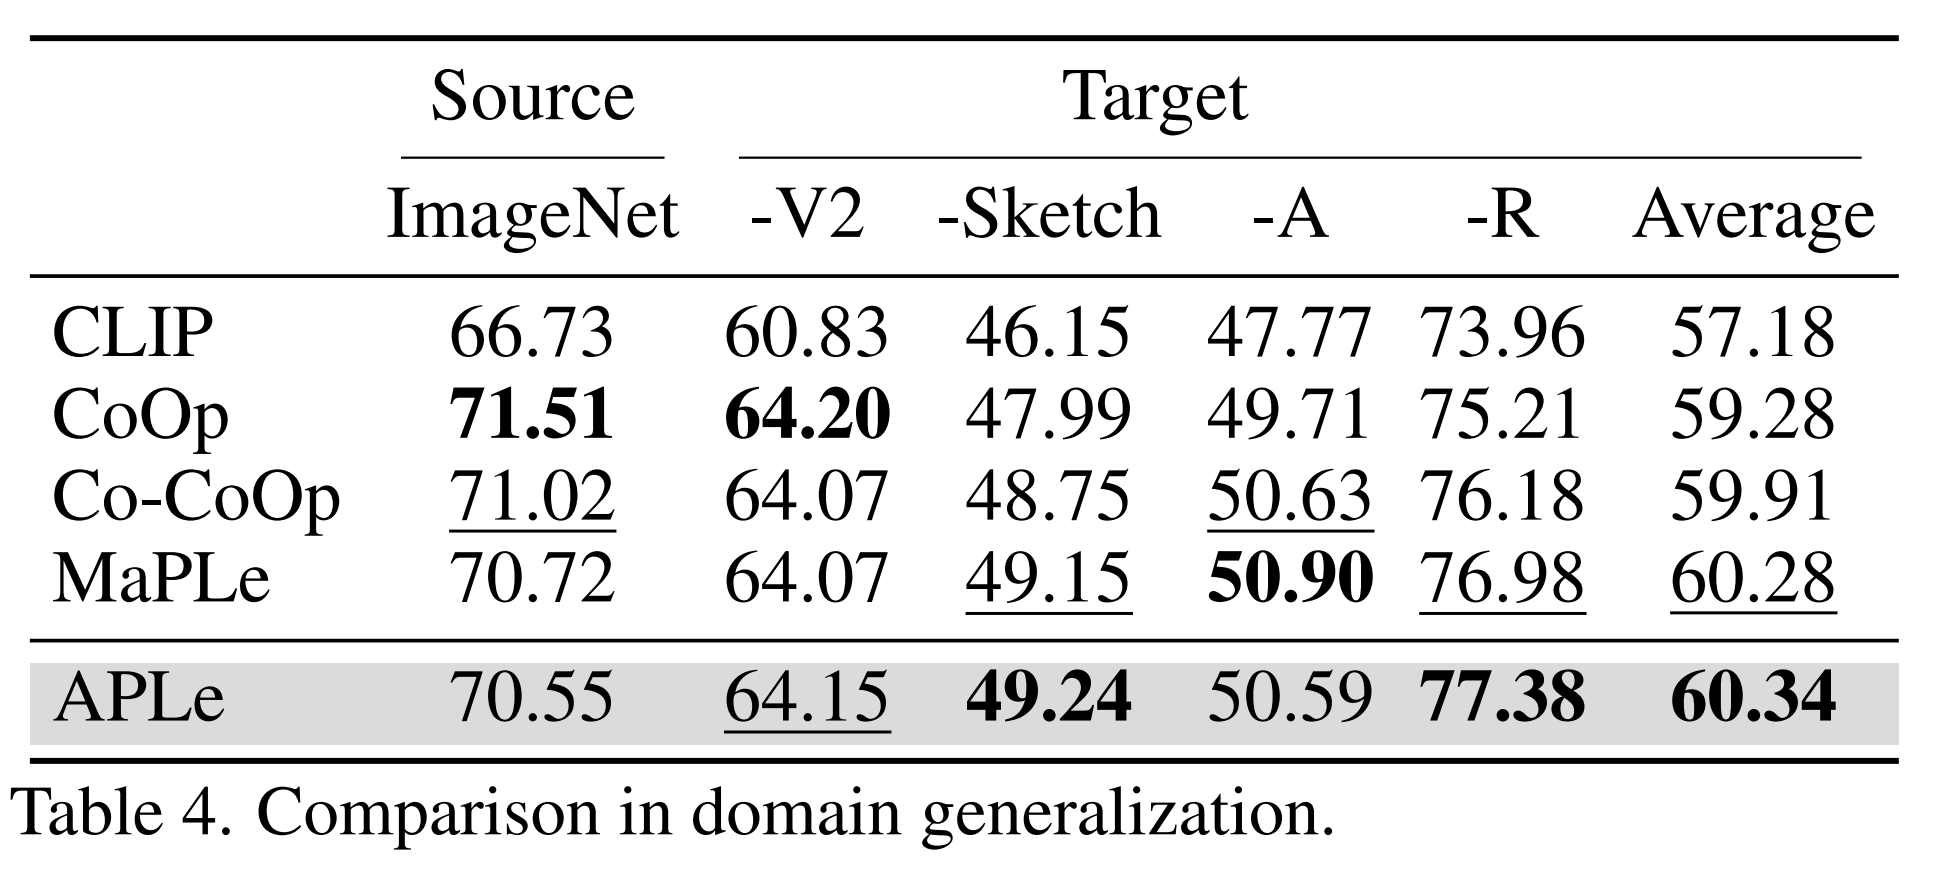 Source Target
ImageNet -V2 -Sketch -A -R Average
CLIP 66.73 60.83 46.15 47.77 73.96 57.18
CoOp 71.51 64.20 47.99 49.71 75.21 59.28
Co-CoOp 71.02 64.07 48.75 50.63 76.18 59.91
MaPLe 70.72 64.07 49.15 50.90 76.98 60.28
APLe 70.55 64.15 49.24 50.59 77.38 60.34
Table 4. Comparison in domain generalization.